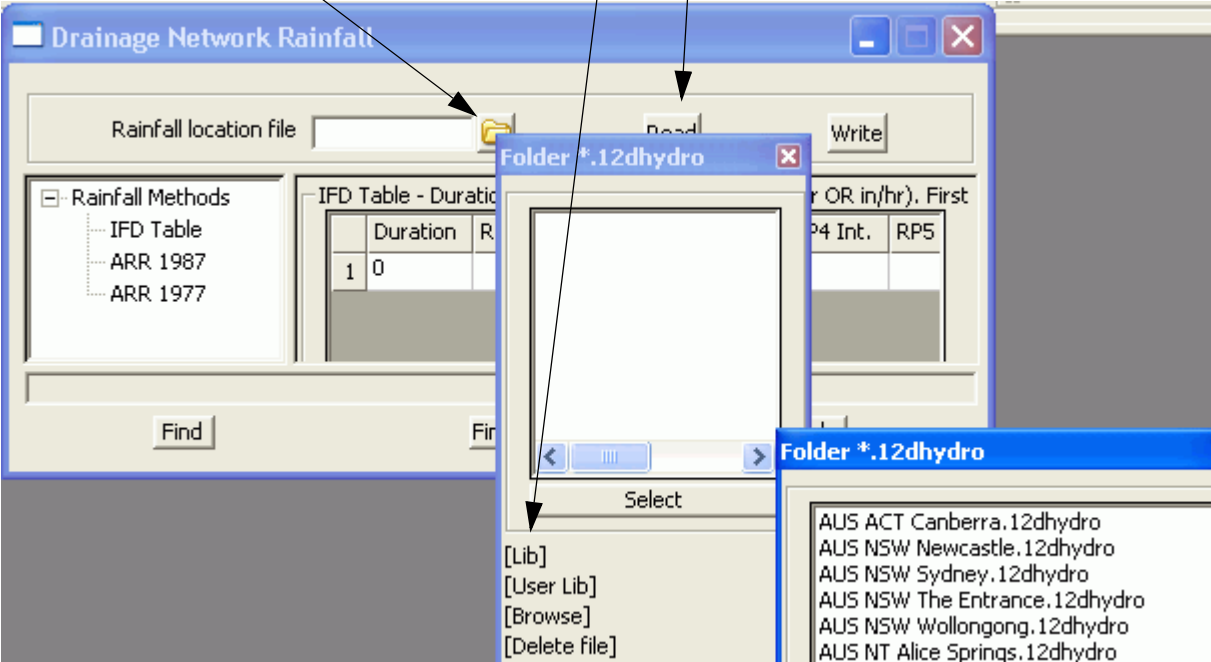 Drainage Network Rainfall
Rainfall location file
Read
Write
Folder *.12dhydro
Rainfall Methods
IFD Table
ARR 1987
ARR 1977
IFD Table - Duratio
r OR in/hr). First
Duration R P4 Int. RP5
1 0
Find
Fin
Select
[Lib]
[User Lib]
[Browse]
[Delete file]
Folder *.12dhydro
AUS ACT Canberra.12dhydro
AUS NSW Newcastle.12dhydro
AUS NSW Sydney.12dhydro
AUS NSW The Entrance.12dhydro
AUS NSW Wollongong.12dhydro
AUS NT Alice Springs.12dhydro